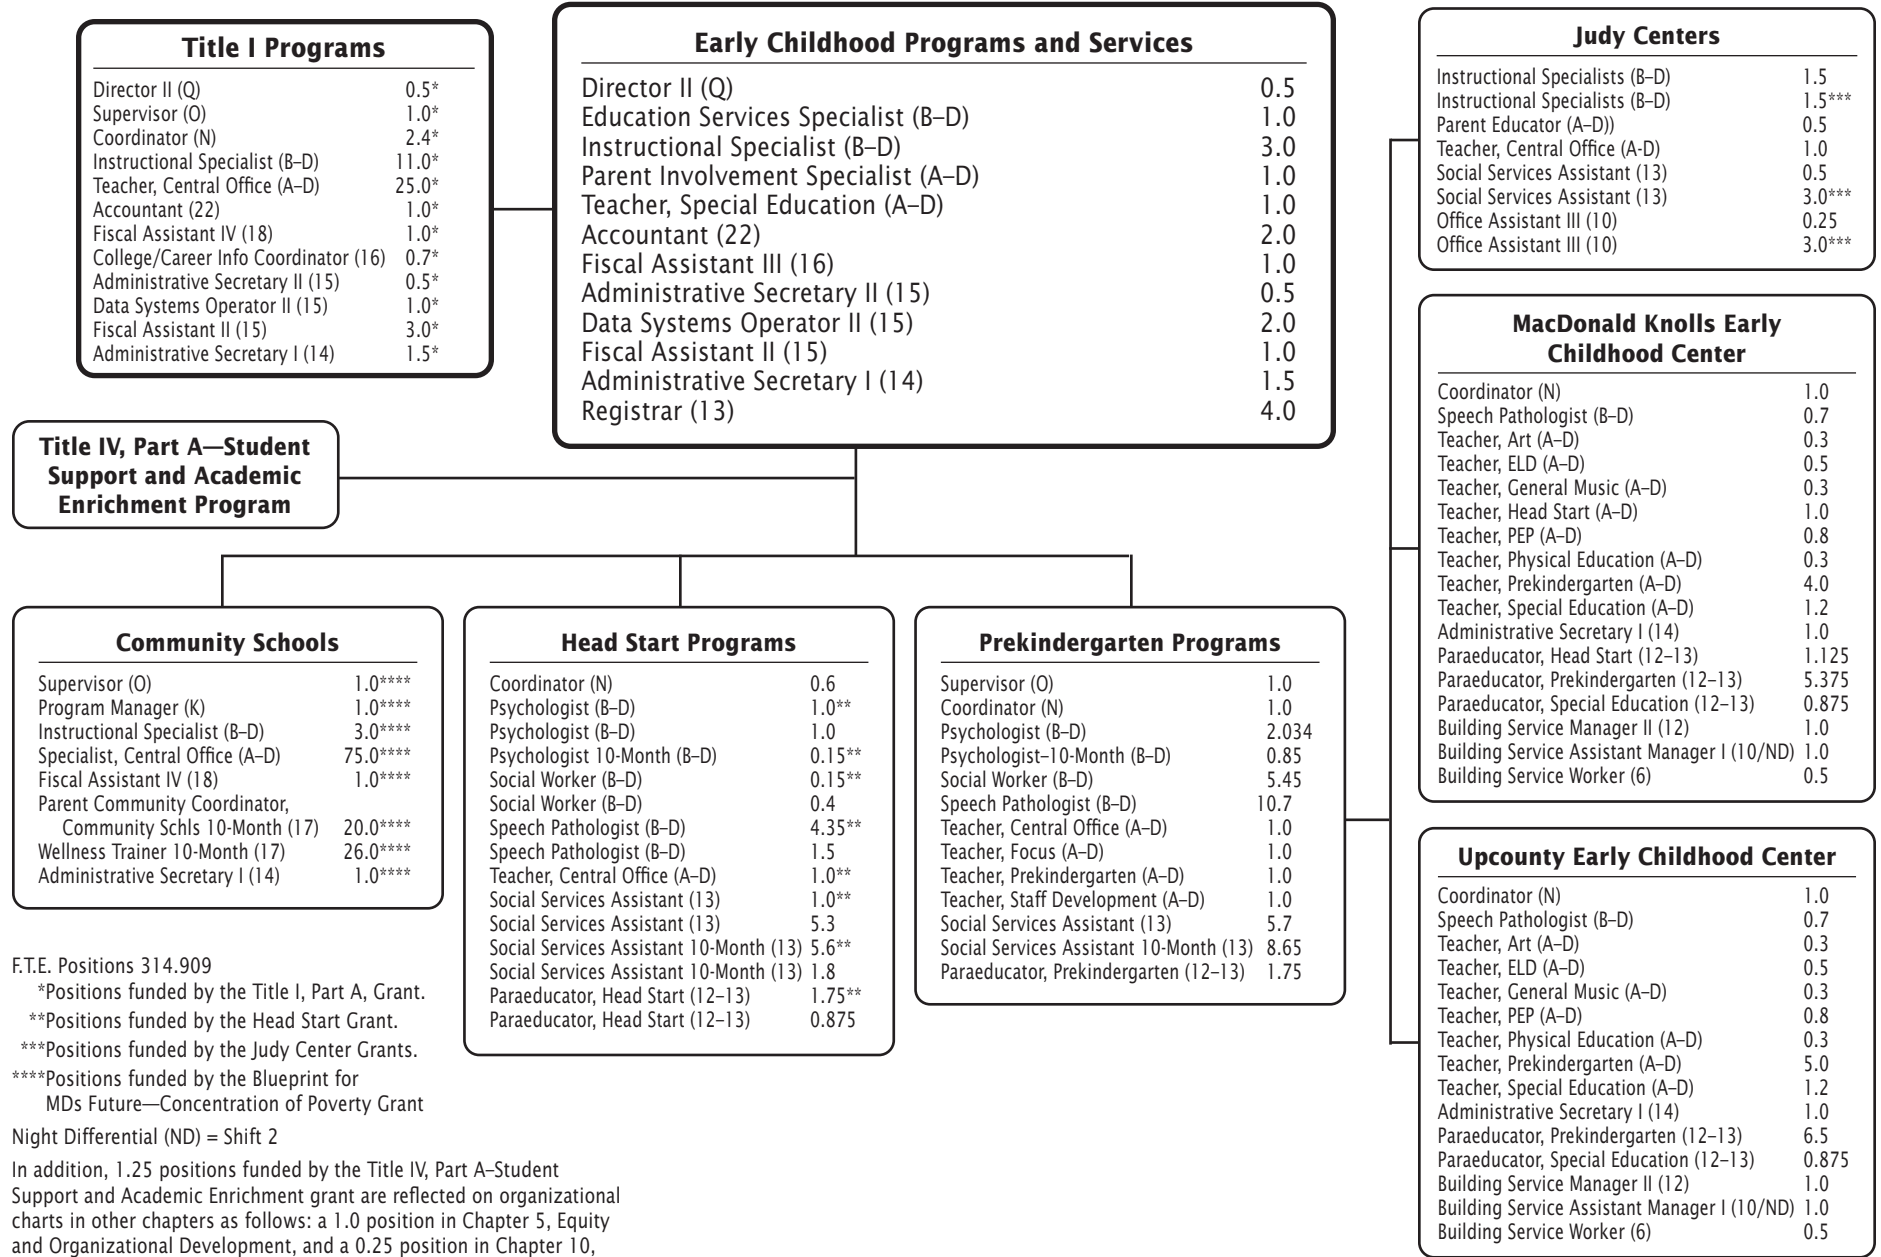 Title I Programs
Director II (Q) 0.5*
Supervisor (O) 1.0*
Coordinator (N) 2.4*
Instructional Specialist (B–D) 11.0*
Teacher, Central Office (A–D) 25.0*
Accountant (22) 1.0*
Fiscal Assistant IV (18) 1.0*
College/Career Info Coordinator (16) 0.7*
Administrative Secretary II (15) 0.5*
Data Systems Operator II (15) 1.0*
Fiscal Assistant II (15) 3.0*
Administrative Secretary I (14) 1.5*
Early Childhood Programs and Services
Director II (Q) 0.5
Education Services Specialist (B–D) 1.0
Instructional Specialist (B–D) 3.0
Parent Involvement Specialist (A–D) 1.0
Teacher, Special Education (A–D) 1.0
Accountant (22) 2.0
Fiscal Assistant III (16) 1.0
Administrative Secretary II (15) 0.5
Data Systems Operator II (15) 2.0
Fiscal Assistant II (15) 1.0
Administrative Secretary I (14) 1.5
Registrar (13) 4.0
Title IV, Part A—Student
Support and Academic
Enrichment Program
Community Schools
Supervisor (O) 1.0****
Program Manager (K) 1.0****
Instructional Specialist (B–D) 3.0****
Specialist, Central Office (A–D) 75.0****
Fiscal Assistant IV (18) 1.0****
Parent Community Coordinator,
Community Schls 10-Month (17) 20.0****
Wellness Trainer 10-Month (17) 26.0****
Administrative Secretary I (14) 1.0****
Head Start Programs
Coordinator (N) 0.6
Psychologist (B–D) 1.0**
Psychologist (B–D) 1.0
Psychologist 10-Month (B–D) 0.15**
Social Worker (B–D) 0.15**
Social Worker (B–D) 0.4
Speech Pathologist (B–D) 4.35**
Speech Pathologist (B–D) 1.5
Teacher, Central Office (A–D) 1.0**
Social Services Assistant (13) 1.0**
Social Services Assistant (13) 5.3
Social Services Assistant 10-Month (13) 5.6**
Social Services Assistant 10-Month (13) 1.8
Paraeducator, Head Start (12–13) 1.75**
Paraeducator, Head Start (12–13) 0.875
Prekindergarten Programs
Supervisor (O) 1.0
Coordinator (N) 1.0
Psychologist (B–D) 2.034
Psychologist–10-Month (B–D) 0.85
Social Worker (B–D) 5.45
Speech Pathologist (B–D) 10.7
Teacher, Central Office (A–D) 1.0
Teacher, Focus (A–D) 1.0
Teacher, Prekindergarten (A–D) 1.0
Teacher, Staff Development (A–D) 1.0
Social Services Assistant (13) 5.7
Social Services Assistant 10-Month (13) 8.65
Paraeducator, Prekindergarten (12–13) 1.75
Judy Centers
Instructional Specialists (B–D) 1.5
Instructional Specialists (B–D) 1.5***
Parent Educator (A–D)) 0.5
Teacher, Central Office (A-D) 1.0
Social Services Assistant (13) 0.5
Social Services Assistant (13) 3.0***
Office Assistant III (10) 0.25
Office Assistant III (10) 3.0***
MacDonald Knolls Early
Childhood Center
Coordinator (N) 1.0
Speech Pathologist (B–D) 0.7
Teacher, Art (A–D) 0.3
Teacher, ELD (A–D) 0.5
Teacher, General Music (A–D) 0.3
Teacher, Head Start (A–D) 1.0
Teacher, PEP (A–D) 0.8
Teacher, Physical Education (A–D) 0.3
Teacher, Prekindergarten (A–D) 4.0
Teacher, Special Education (A–D) 1.2
Administrative Secretary I (14) 1.0
Paraeducator, Head Start (12–13) 1.125
Paraeducator, Prekindergarten (12–13) 5.375
Paraeducator, Special Education (12–13) 0.875
Building Service Manager II (12) 1.0
Building Service Assistant Manager I (10/ND) 1.0
Building Service Worker (6) 0.5
Upcounty Early Childhood Center
Coordinator (N) 1.0
Speech Pathologist (B–D) 0.7
Teacher, Art (A–D) 0.3
Teacher, ELD (A–D) 0.5
Teacher, General Music (A–D) 0.3
Teacher, PEP (A–D) 0.8
Teacher, Physical Education (A–D) 0.3
Teacher, Prekindergarten (A–D) 5.0
Teacher, Special Education (A–D) 1.2
Administrative Secretary I (14) 1.0
Paraeducator, Prekindergarten (12–13) 6.5
Paraeducator, Special Education (12–13) 0.875
Building Service Manager II (12) 1.0
Building Service Assistant Manager I (10/ND) 1.0
Building Service Worker (6) 0.5
F.T.E. Positions 314.909
*Positions funded by the Title I, Part A, Grant.
**Positions funded by the Head Start Grant.
***Positions funded by the Judy Center Grants.
****Positions funded by the Blueprint for
MDs Future—Concentration of Poverty Grant
Night Differential (ND) = Shift 2
In addition, 1.25 positions funded by the Title IV, Part A–Student
Support and Academic Enrichment grant are reflected on organizational
charts in other chapters as follows: a 1.0 position in Chapter 5, Equity
and Organizational Development, and a 0.25 position in Chapter 10,